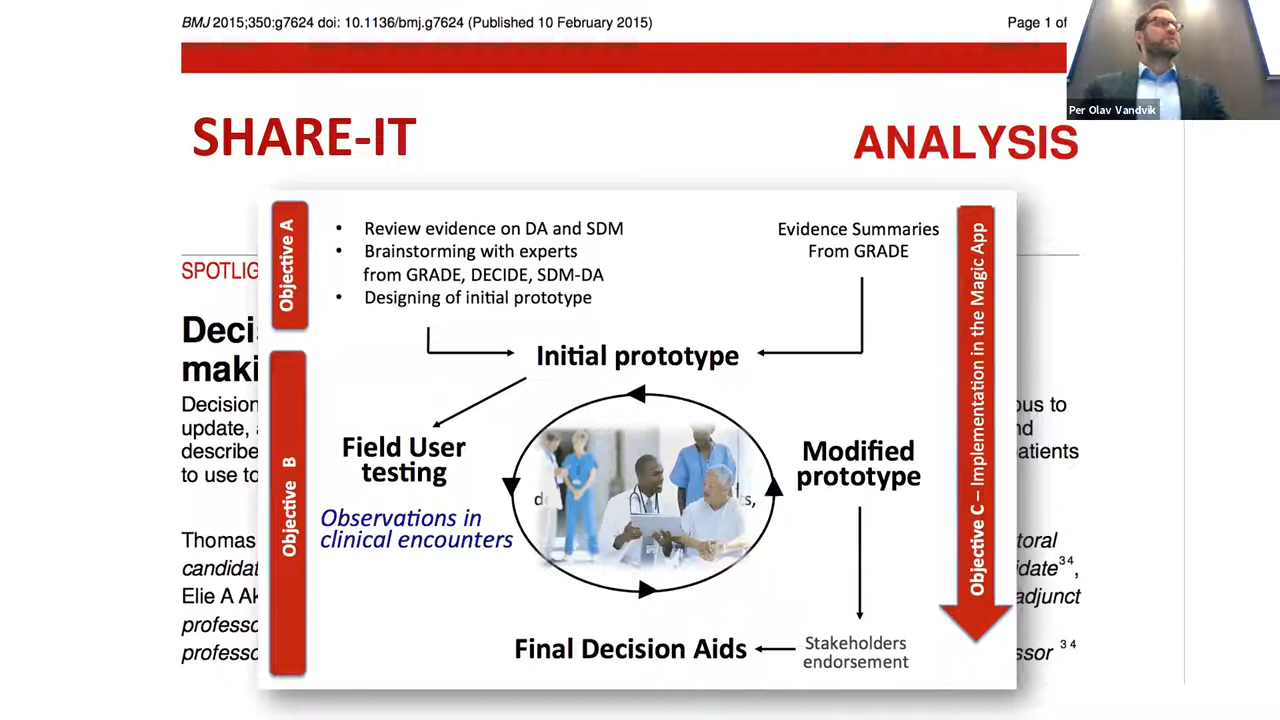 BMJ 2015;350:g7624 doi: 10.1136/bmj.g7624 (Published 10 February 2015)
Page 1 of
Per Olav Vandvik
SHARE-IT
ANALYSIS
Objective A
• Review evidence on DA and SDM
• Brainstorming with experts
from GRADE, DECIDE, SDM-DA
• Designing of initial prototype
Evidence Summaries
From GRADE
Objective C – Implementation in the Magic App
Initial prototype
Objective B
Field User
testing
Observations in
clinical encounters
Modified
prototype
Final Decision Aids
Stakeholders
endorsement
SPOTLIG
Deci
maki
Decision
ous to
update,
nd
describe
atients
to use to
Thomas
toral
candidat
idate³⁴,
Elie A Ak
adjunct
professo
professo
ssor ³⁴